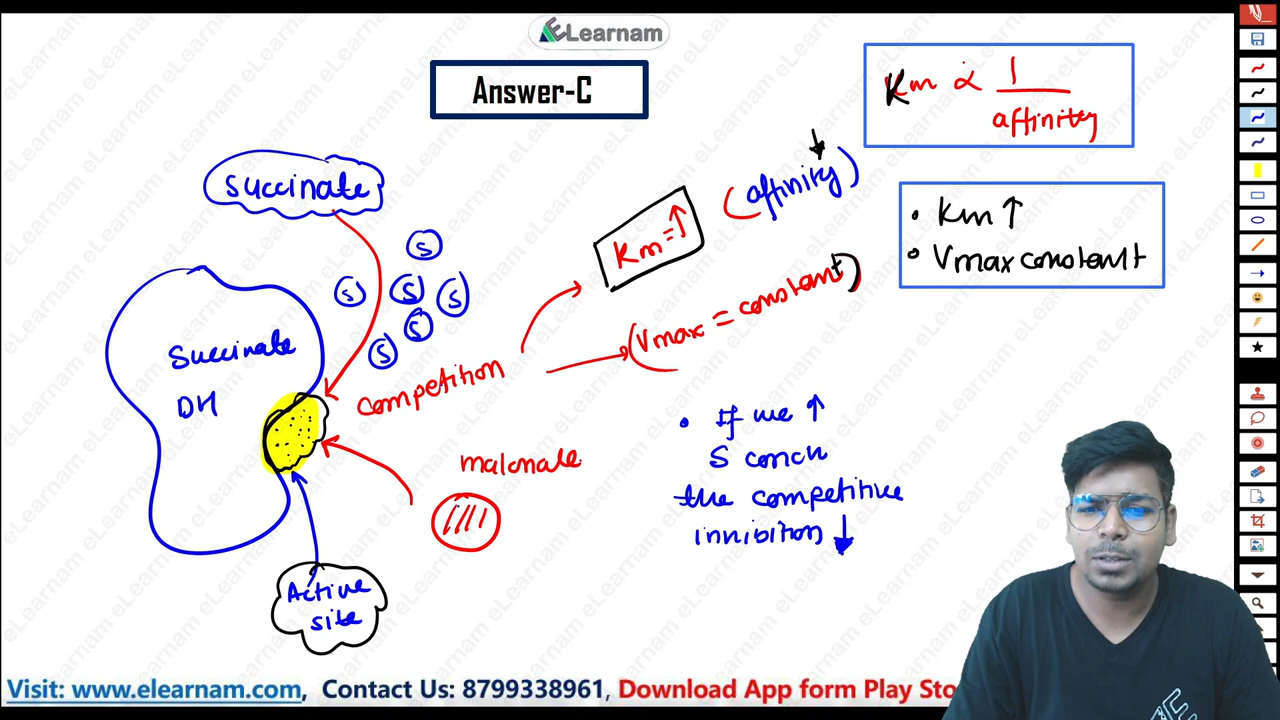 eLearnam
Answer-C
Km ∝ 1
affinity
succinate
Km = ↑
(affinity ↓)
• Km ↑
• Vmax constant
(Vmax = constant)
S
S
S
S
S
S
Succinate
DH
competition
malonate
• If we ↑
S concn
the competitive
inhibition ↓
Active
site
Visit: www.elearnam.com, Contact Us: 8799338961, Download App form Play Sto